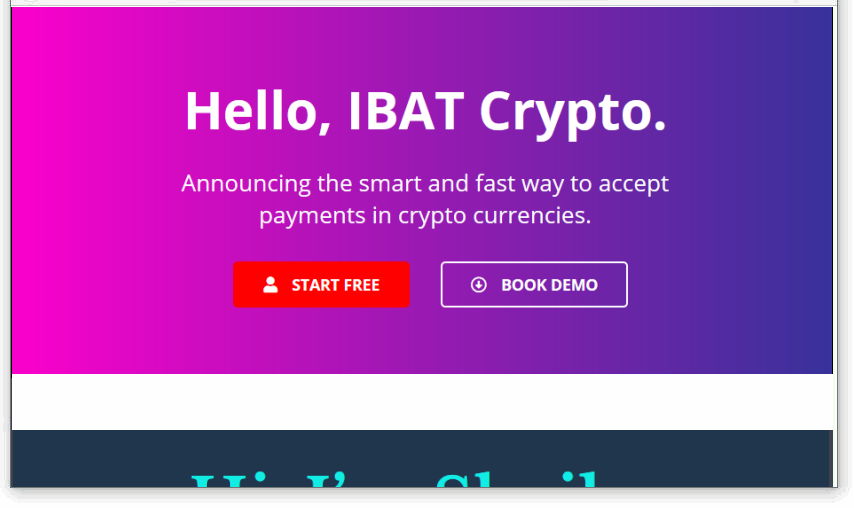 Hello, IBAT Crypto.
Announcing the smart and fast way to accept
payments in crypto currencies.
START FREE
BOOK DEMO
Hi, I'm